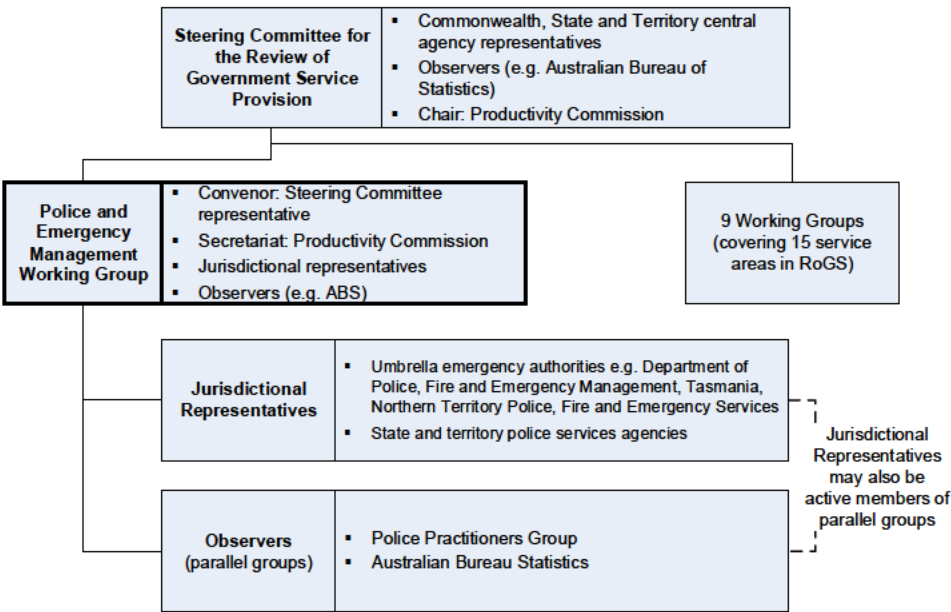 Steering Committee for
the Review of
Government Service
Provision
▪ Commonwealth, State and Territory central
agency representatives
▪ Observers (e.g. Australian Bureau of
Statistics)
▪ Chair: Productivity Commission
Police and
Emergency
Management
Working Group
▪ Convenor: Steering Committee
representative
▪ Secretariat: Productivity Commission
▪ Jurisdictional representatives
▪ Observers (e.g. ABS)
9 Working Groups
(covering 15 service
areas in RoGS)
Jurisdictional
Representatives
▪ Umbrella emergency authorities e.g. Department of
Police, Fire and Emergency Management, Tasmania,
Northern Territory Police, Fire and Emergency Services
▪ State and territory police services agencies
Jurisdictional
Representatives
may also be
active members of
parallel groups
Observers
(parallel groups)
▪ Police Practitioners Group
▪ Australian Bureau Statistics